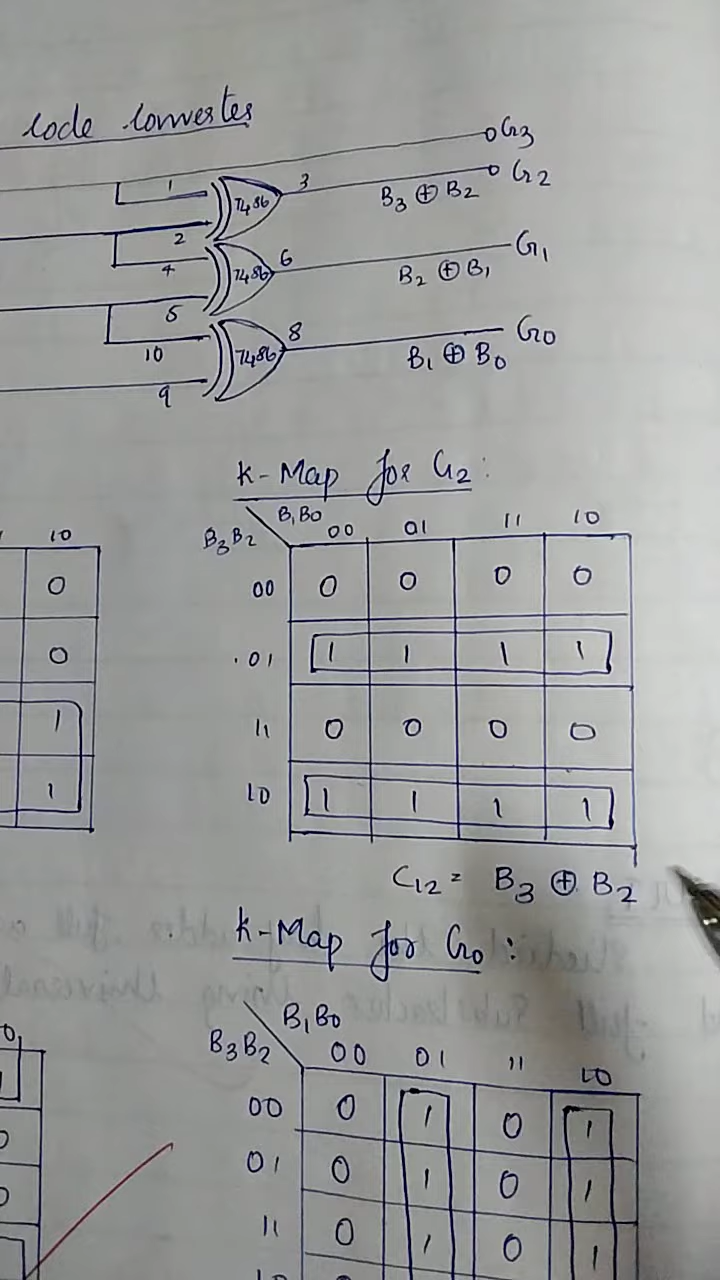 Code Converter
G3
1 7486 3 B3 ⊕ B2 G2
2
4 7486 6 B2 ⊕ B1 G1
5
10 7486 8 B1 ⊕ B0 G0
9
K-Map for G2:
B1B0
B3B2 00 01 11 10
00 0 0 0 0
01 1 1 1 1
11 0 0 0 0
10 1 1 1 1
G2 = B3 ⊕ B2
10
0
0
1
1
K-Map for G0:
B1B0
B3B2 00 01 11 10
00 0 1 0 1
01 0 1 0 1
11 0 1 0 1